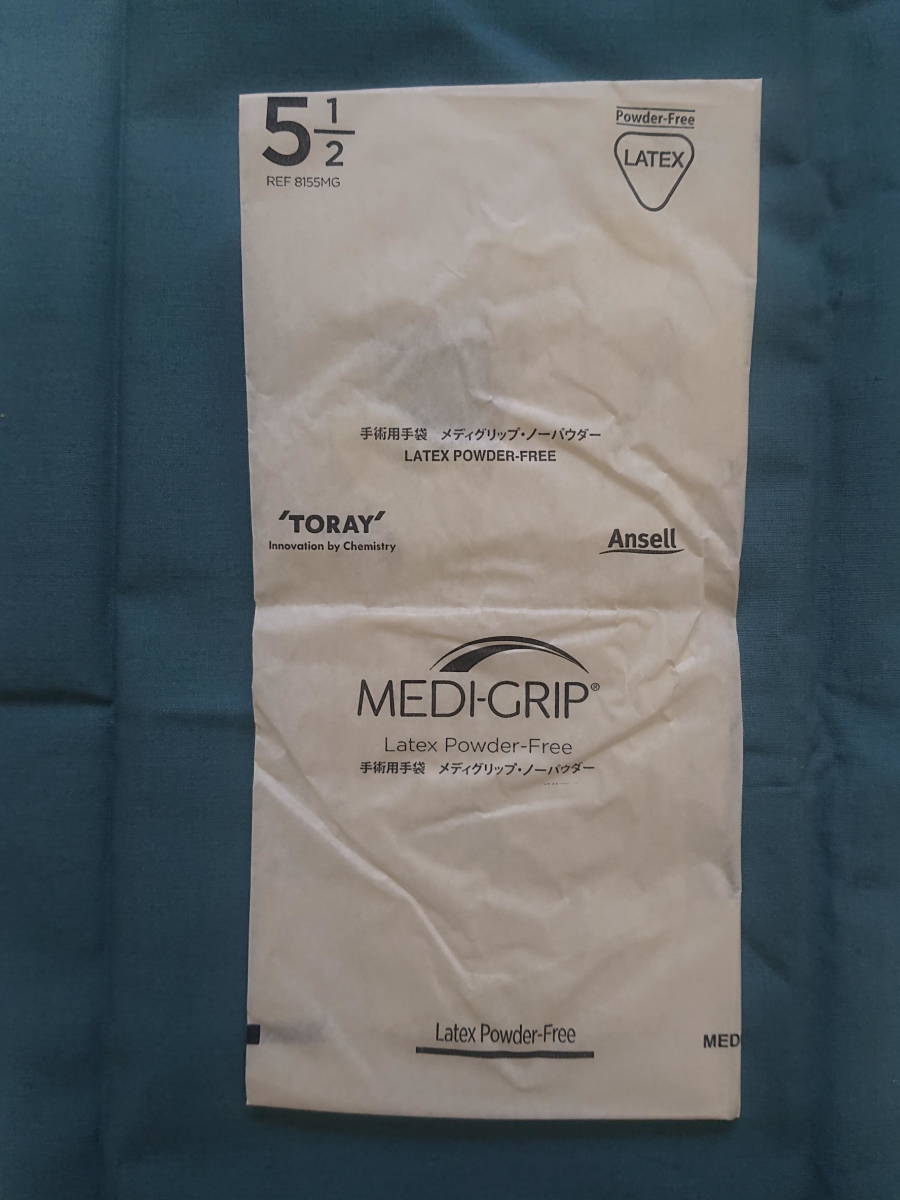 5 1/2
REF 8155MG
Powder-Free
LATEX
手術用手袋 メディグリップ・ノーパウダー
LATEX POWDER-FREE
'TORAY'
Innovation by Chemistry
Ansell
MEDI-GRIP®
Latex Powder-Free
手術用手袋 メディグリップ・ノーパウダー
Latex Powder-Free
MED